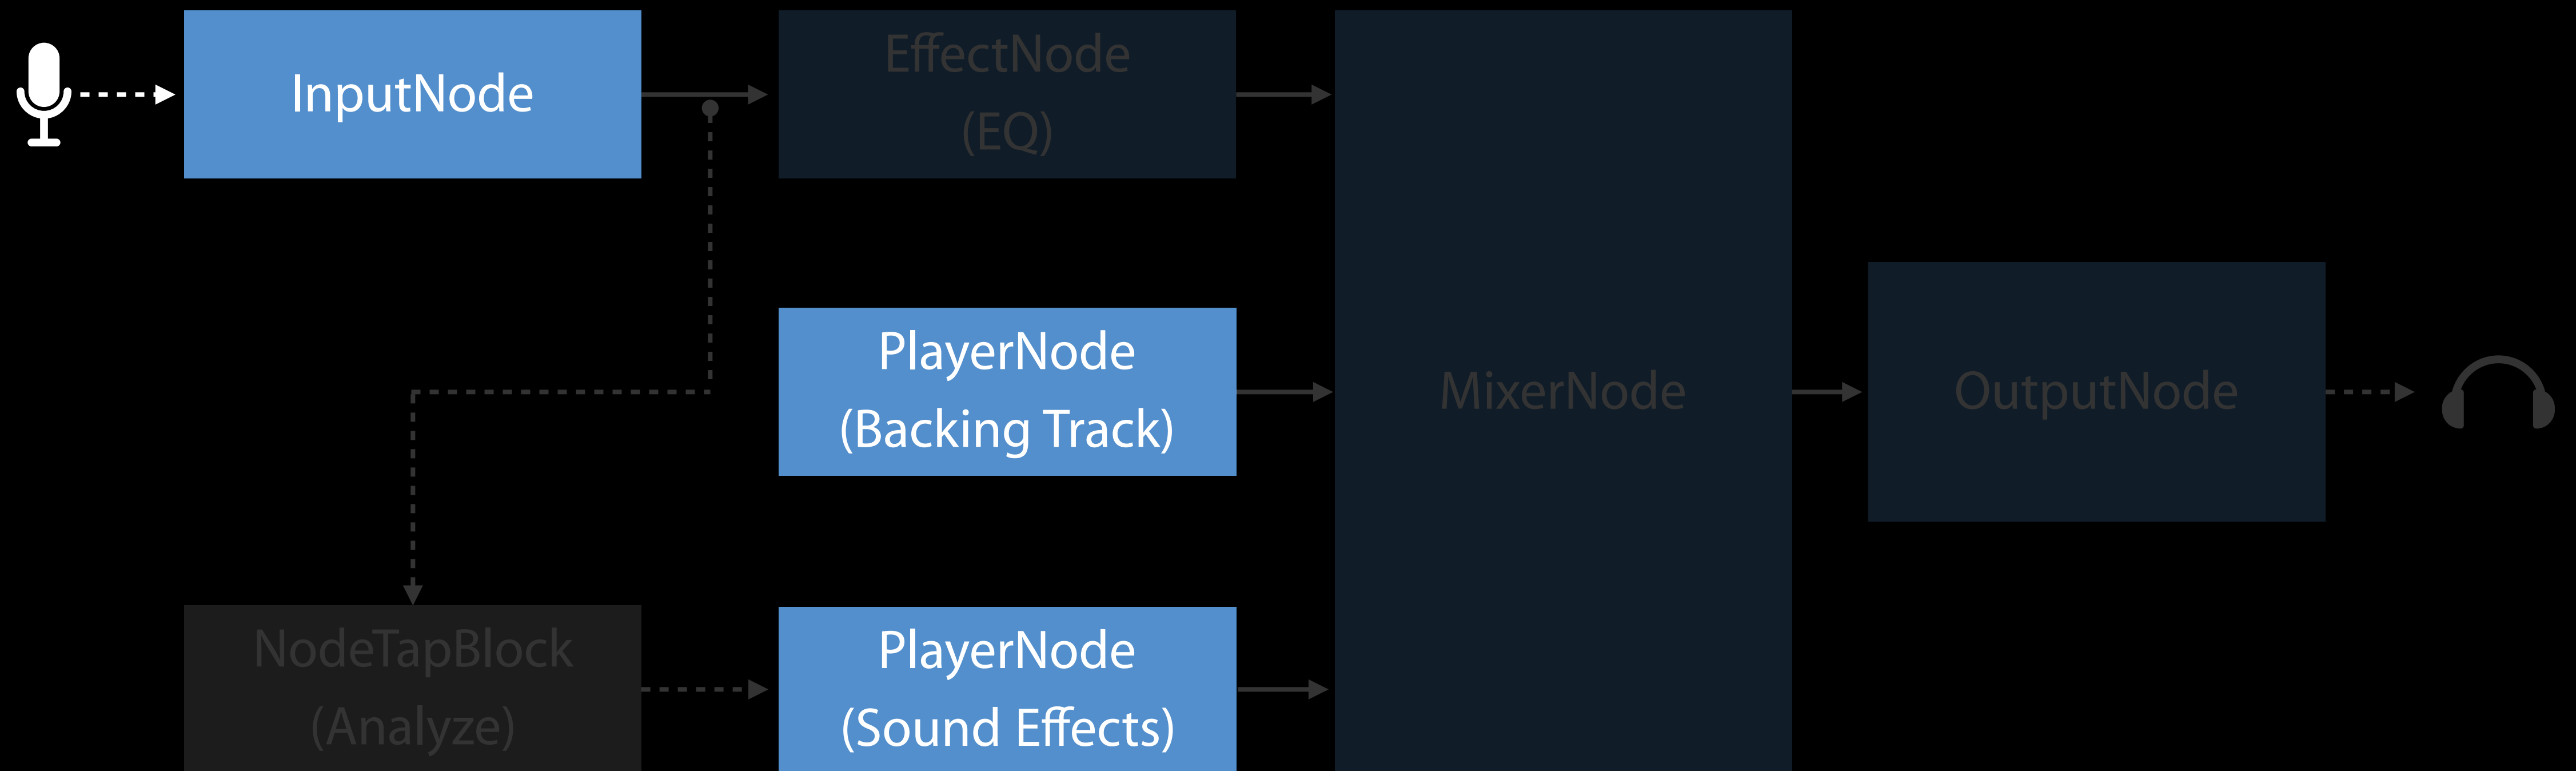 InputNode
EffectNode
(EQ)
PlayerNode
(Backing Track)
MixerNode
OutputNode
NodeTapBlock
(Analyze)
PlayerNode
(Sound Effects)